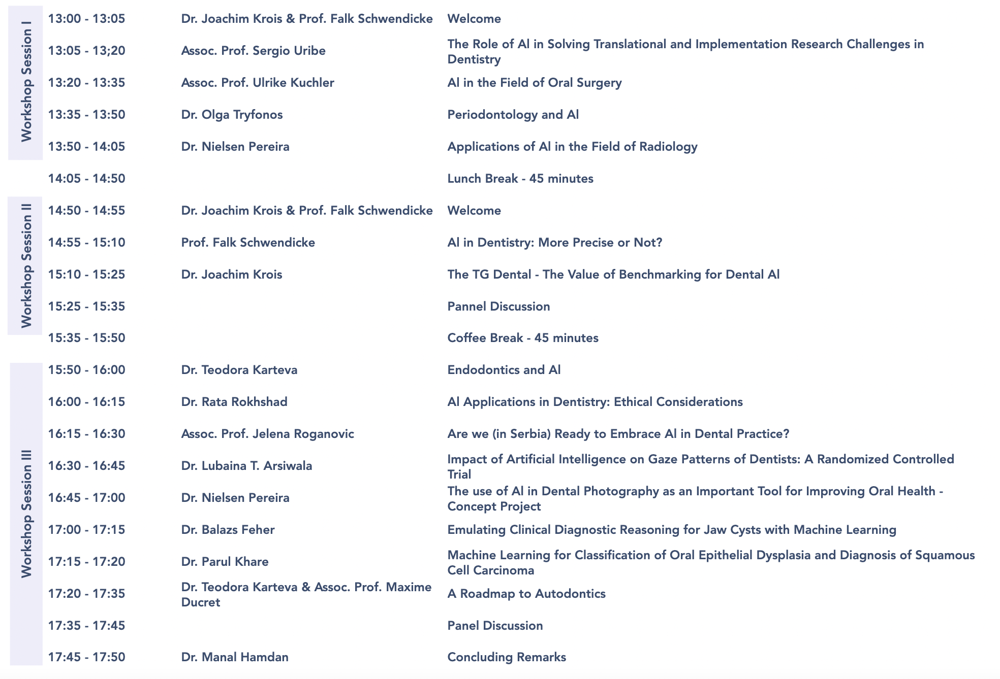 Workshop Session I
13:00 - 13:05 Dr. Joachim Krois & Prof. Falk Schwendicke Welcome
13:05 - 13;20 Assoc. Prof. Sergio Uribe The Role of AI in Solving Translational and Implementation Research Challenges in
Dentistry
13:20 - 13:35 Assoc. Prof. Ulrike Kuchler AI in the Field of Oral Surgery
13:35 - 13:50 Dr. Olga Tryfonos Periodontology and AI
13:50 - 14:05 Dr. Nielsen Pereira Applications of AI in the Field of Radiology
14:05 - 14:50 Lunch Break - 45 minutes
Workshop Session II
14:50 - 14:55 Dr. Joachim Krois & Prof. Falk Schwendicke Welcome
14:55 - 15:10 Prof. Falk Schwendicke AI in Dentistry: More Precise or Not?
15:10 - 15:25 Dr. Joachim Krois The TG Dental - The Value of Benchmarking for Dental AI
15:25 - 15:35 Pannel Discussion
15:35 - 15:50 Coffee Break - 45 minutes
Workshop Session III
15:50 - 16:00 Dr. Teodora Karteva Endodontics and AI
16:00 - 16:15 Dr. Rata Rokhshad AI Applications in Dentistry: Ethical Considerations
16:15 - 16:30 Assoc. Prof. Jelena Roganovic Are we (in Serbia) Ready to Embrace AI in Dental Practice?
16:30 - 16:45 Dr. Lubaina T. Arsiwala Impact of Artificial Intelligence on Gaze Patterns of Dentists: A Randomized Controlled
Trial
16:45 - 17:00 Dr. Nielsen Pereira The use of AI in Dental Photography as an Important Tool for Improving Oral Health -
Concept Project
17:00 - 17:15 Dr. Balazs Feher Emulating Clinical Diagnostic Reasoning for Jaw Cysts with Machine Learning
17:15 - 17:20 Dr. Parul Khare Machine Learning for Classification of Oral Epithelial Dysplasia and Diagnosis of Squamous
Cell Carcinoma
17:20 - 17:35 Dr. Teodora Karteva & Assoc. Prof. Maxime
Ducret A Roadmap to Autodontics
17:35 - 17:45 Panel Discussion
17:45 - 17:50 Dr. Manal Hamdan Concluding Remarks